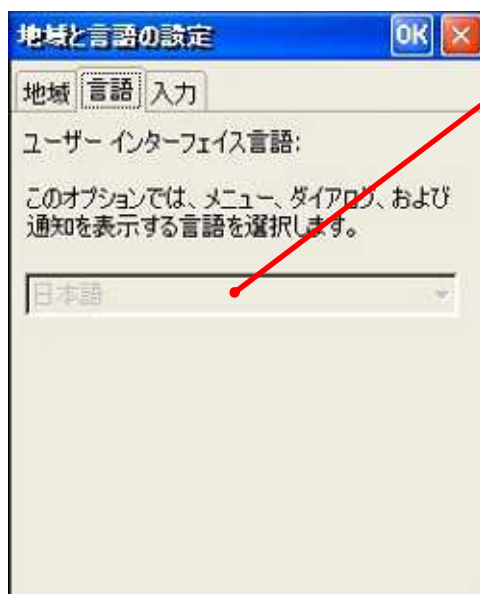 地域と言語の設定 OK
地域 言語 入力
ユーザー インターフェイス言語:
このオプションでは、メニュー、ダイアログ、および
通知を表示する言語を選択します。
日本語